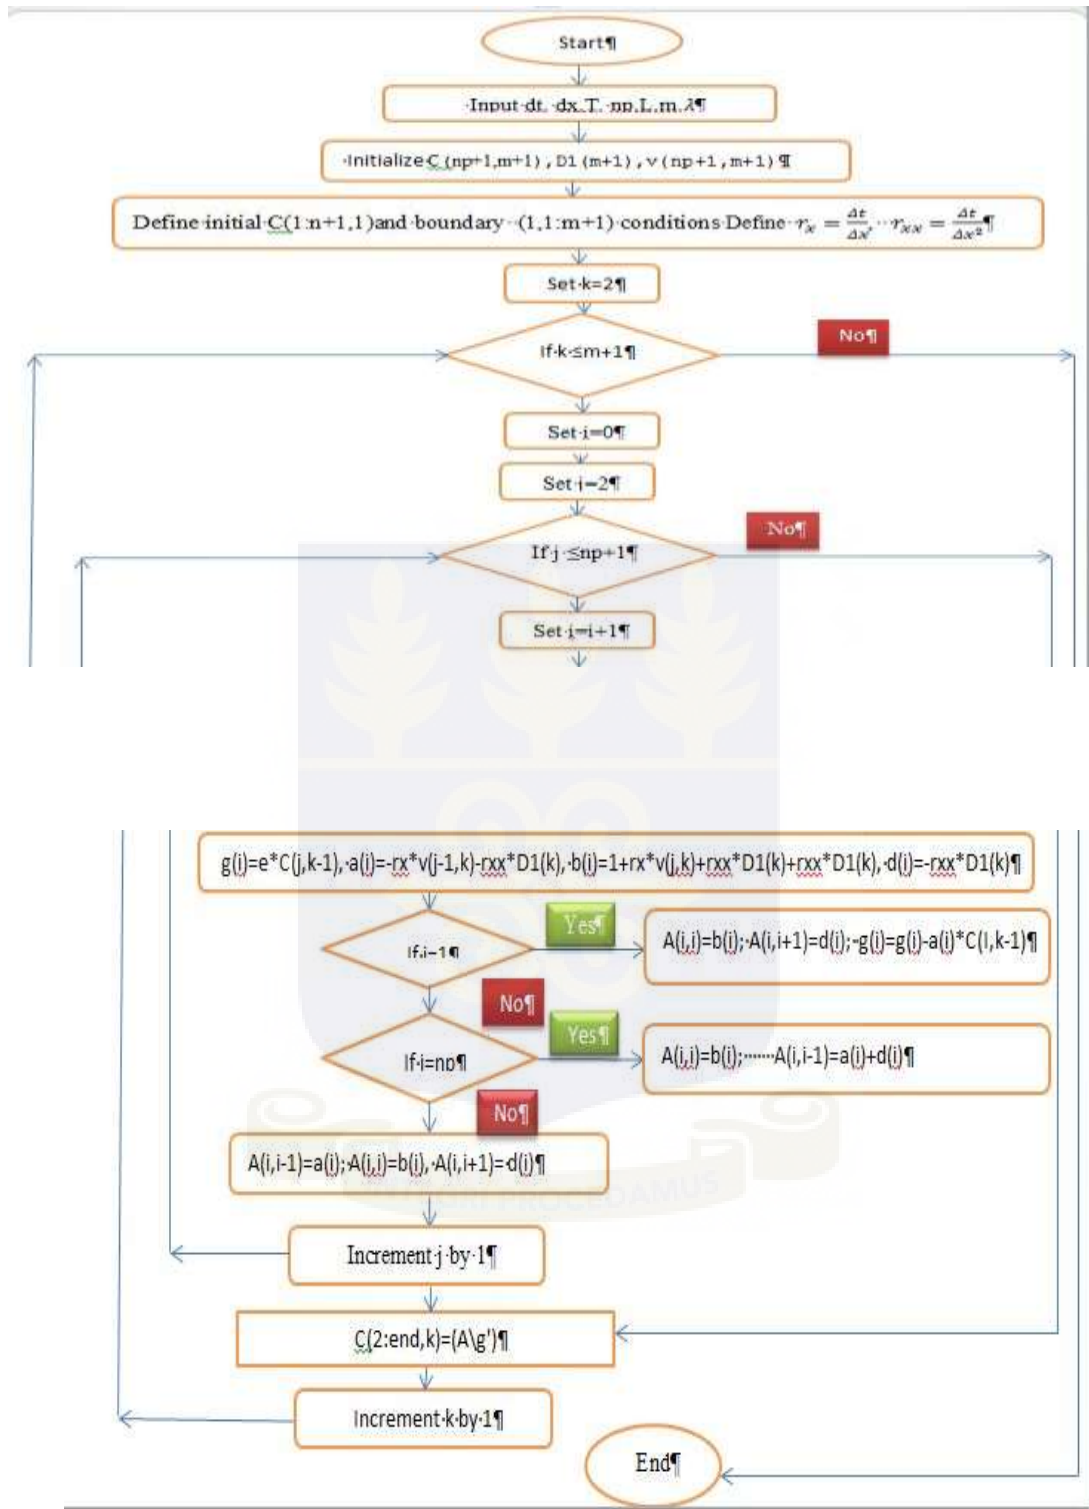 Start¶
·Input·dt,·dx,T,·np,L,m,λ¶
·Initialize·C (np+1,m+1),D1(m+1),v(np+1,m+1)¶
Define·initial·C(1:n+1,1)and·boundary··(1,1:m+1)·conditions·Define··rₓ = Δt/Δx,··rₓₓ = Δt/Δx²¶
Set·k=2¶
If·k·≤m+1¶
No¶
Set·i=0¶
Set·j=2¶
No¶
If·j·≤np+1¶
Set·i=i+1¶
g(i)=e*C(j,k-1),·a(i)=-rx*v(j-1,k)-rxx*D1(k),·b(i)=1+rx*v(j,k)+rxx*D1(k)+rxx*D1(k),·d(i)=-rxx*D1(k)¶
Yes¶
If·i=1¶
A(i,i)=b(i);·A(i,i+1)=d(i);·g(i)=g(i)-a(i)*C(I,k-1)¶
No¶
Yes¶
If·i=np¶
A(i,i)=b(i);·······A(i,i-1)=a(i)+d(i)¶
No¶
A(i,i-1)=a(i);·A(i,i)=b(i),·A(i,i+1)=·d(i)¶
PROCEDAMUS
Increment·j·by·1¶
C(2:end,k)=(A\g')¶
Increment·k·by·1¶
End¶